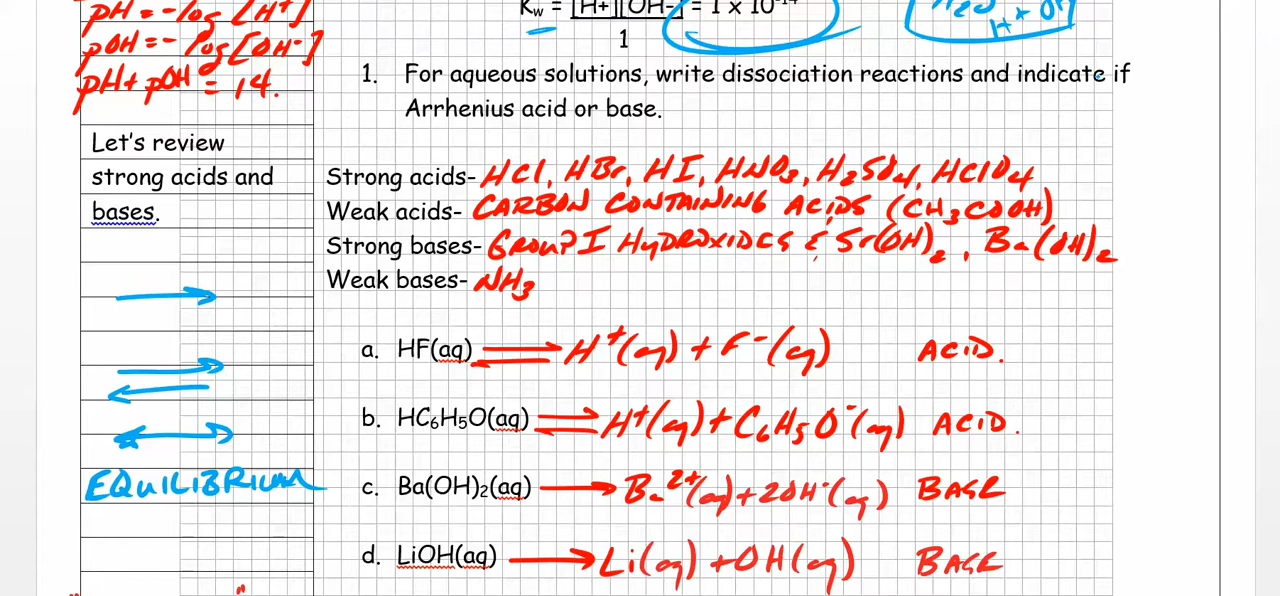 pH = -log [H+]
pOH = - log [OH-]
pH + pOH = 14.
Let's review
strong acids and
bases.
EQUILIBRIUM
Kw = [H+][OH-] = 1 x 10-14
1
H+ OH
1. For aqueous solutions, write dissociation reactions and indicate if
Arrhenius acid or base.
Strong acids- HCl, HBr, HI, HNO3, H2SO4, HClO4
Weak acids- CARBON CONTAINING ACIDS (CH3COOH)
Strong bases- GROUP I HYDROXIDES & Sr(OH)2, Ba(OH)2
Weak bases- NH3
a. HF(aq) ⇌ H+(aq) + F-(aq) ACID.
b. HC6H5O(aq) ⇌ H+(aq) + C6H5O-(aq) ACID.
c. Ba(OH)2(aq) → Ba2+(aq) + 2OH-(aq) BASE
d. LiOH(aq) → Li(aq) + OH(aq) BASE